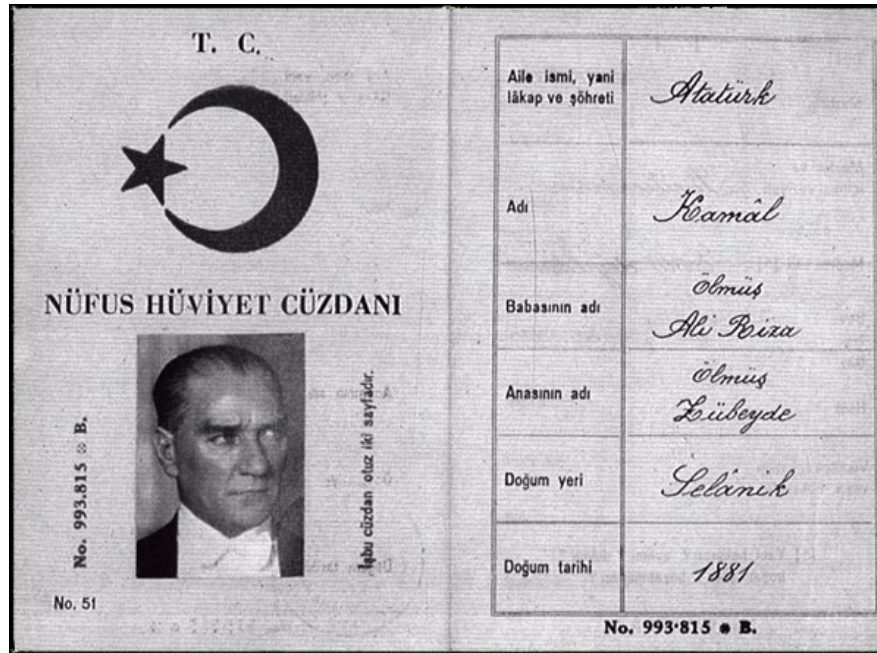 T. C.
NÜFUS HÜVİYET CÜZDANI
No. 993.815 ⊙ B.
İşbu cüzdan otuz iki sayfadır.
No. 51
Aile ismi, yani
lâkap ve şöhreti
Atatürk
Adı
Kamâl
Babasının adı
Ölmüş
Ali Riza
Anasının adı
Ölmüş
Zübeyde
Doğum yeri
Selânik
Doğum tarihi
1881
No. 993·815 ⊙ B.